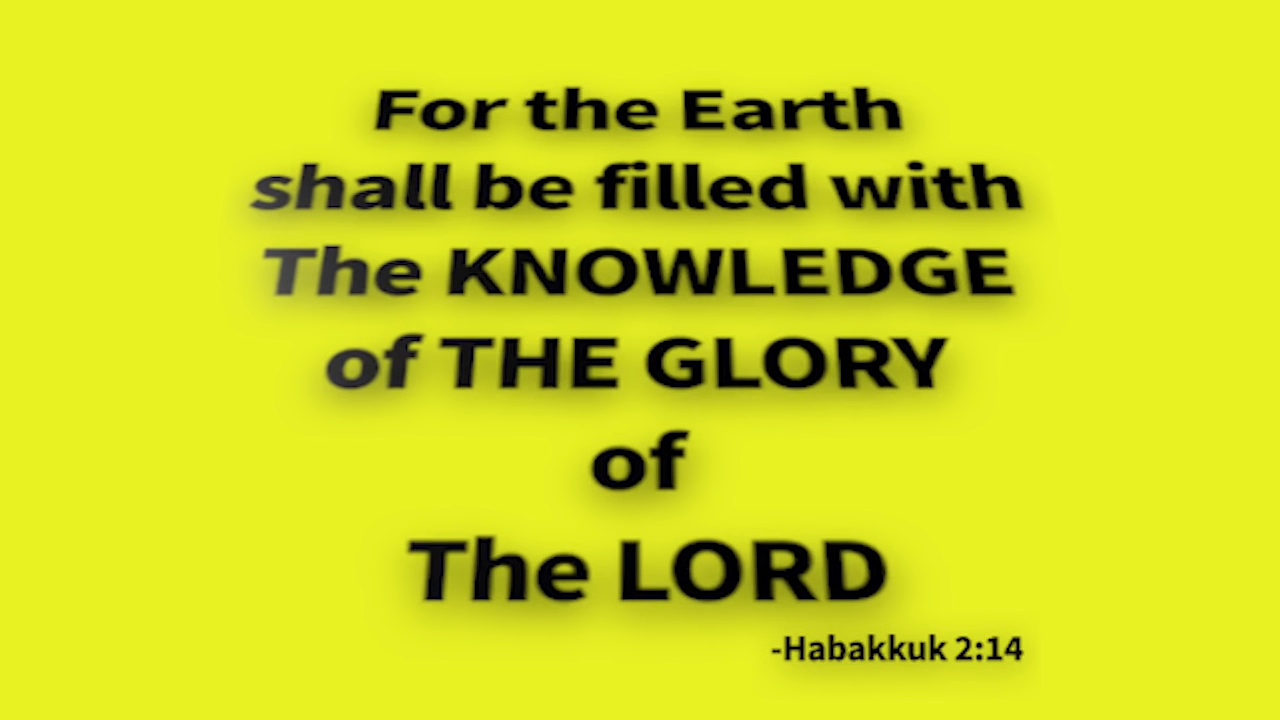 For the Earth
shall be filled with
The KNOWLEDGE
of THE GLORY
of
The LORD
-Habakkuk 2:14